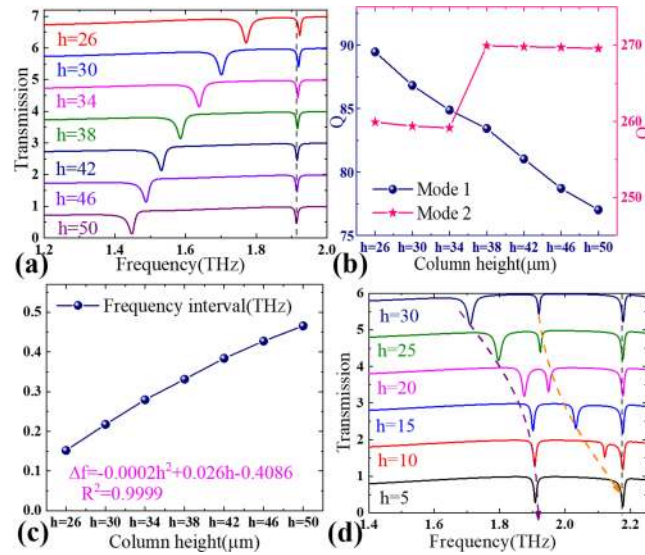 7
6
5
4
3
2
1
0
Transmission
h=26
h=30
h=34
h=38
h=42
h=46
h=50
1.2
1.4
1.6
1.8
2.0
Frequency(THz)
(a)
90
85
80
75
Q
270
260
250
Q
Mode 1
Mode 2
h=26 h=30 h=34 h=38 h=42 h=46 h=50
Column height(μm)
(b)
0.5
0.4
0.3
0.2
0.1
0.0
Frequency interval(THz)
Δf=-0.0002h²+0.026h-0.4086
R²=0.9999
h=26 h=30 h=34 h=38 h=42 h=46 h=50
Column height(μm)
(c)
6
5
4
3
2
1
0
Transmission
h=30
h=25
h=20
h=15
h=10
h=5
1.4
1.6
1.8
2.0
2.2
Frequency(THz)
(d)